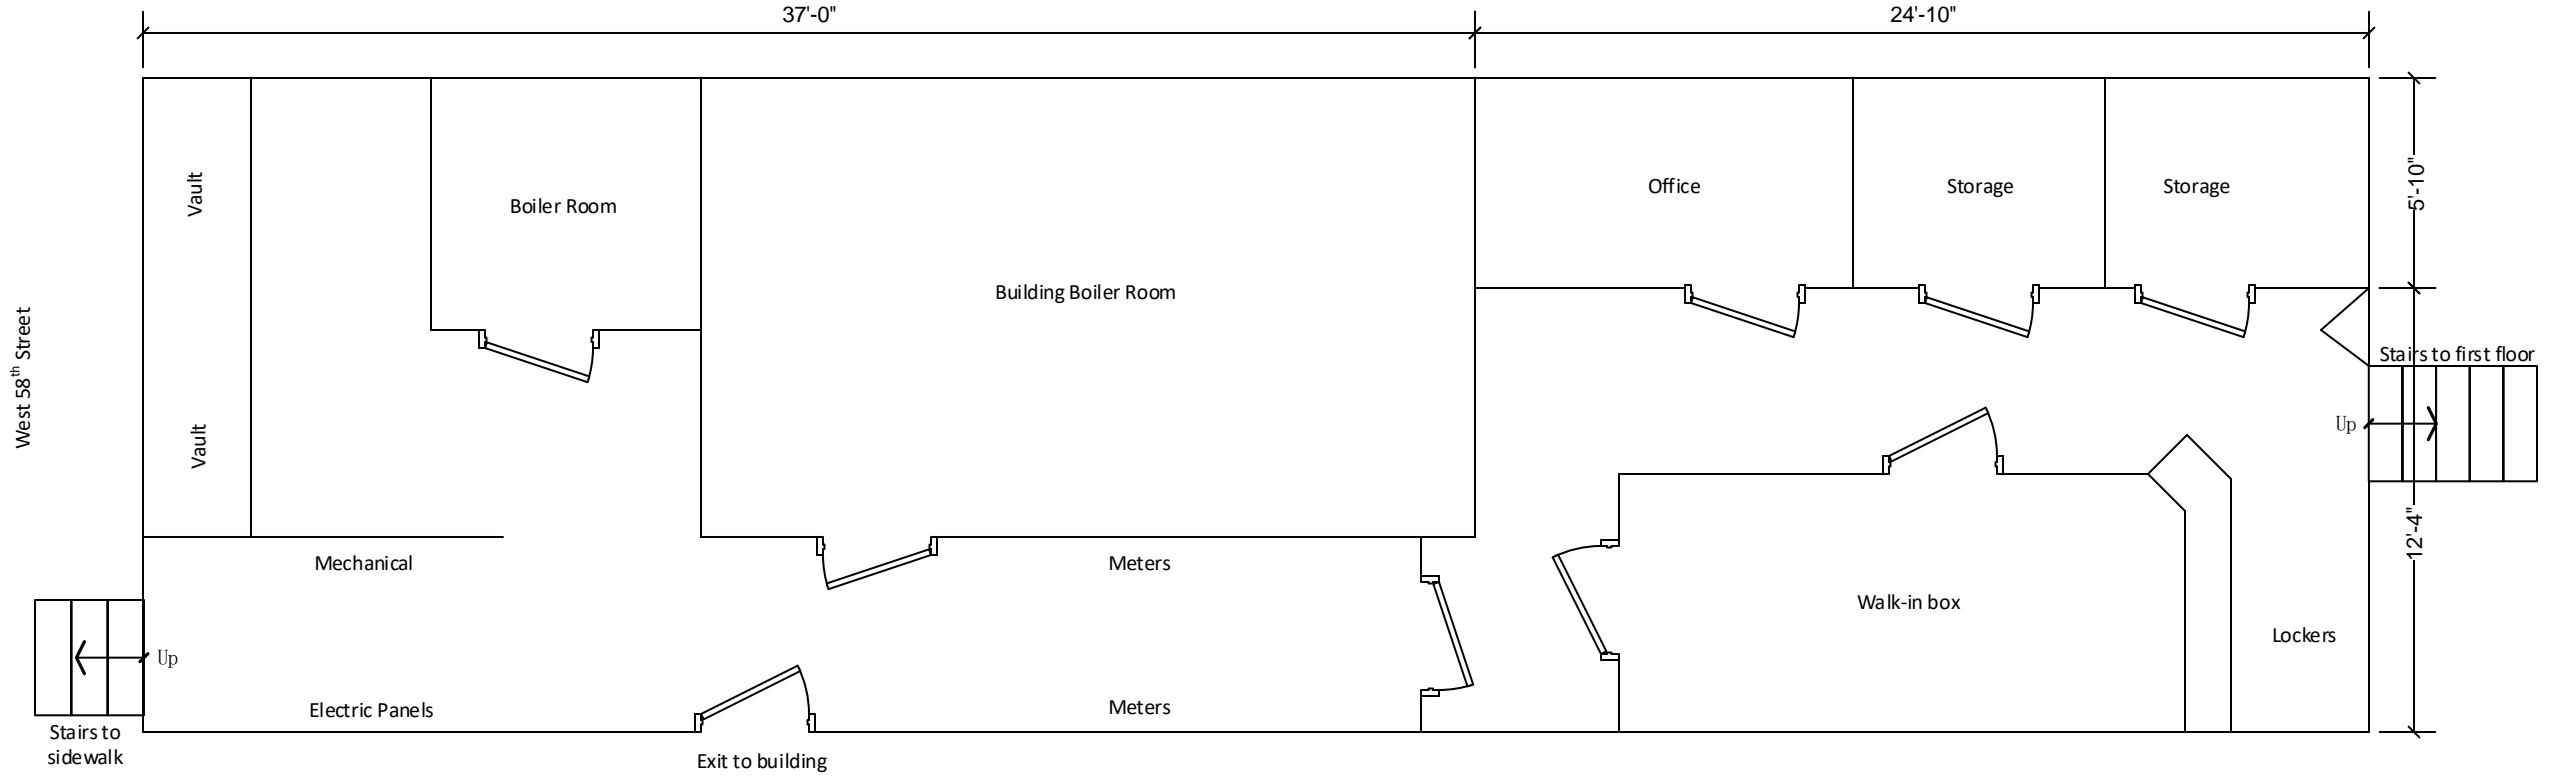 37'-0"
24'-10"
Vault
Boiler Room
Office
Storage
Storage
5'-10"
Building Boiler Room
West 58th Street
Vault
Stairs to first floor
Up
Mechanical
Meters
12'-4"
Walk-in box
Lockers
Up
Electric Panels
Meters
Stairs to
sidewalk
Exit to building